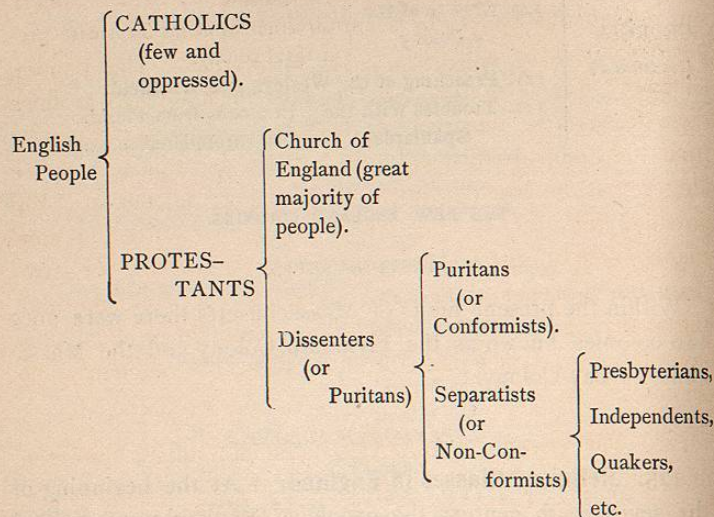 CATHOLICS
(few and
oppressed).
English
People
Church of
England (great
majority of
people).
PROTES–
TANTS
Puritans
(or
Conformists).
Dissenters
(or
Puritans)
Separatists
(or
Non-Con-
formists)
Presbyterians,
Independents,
Quakers,
etc.